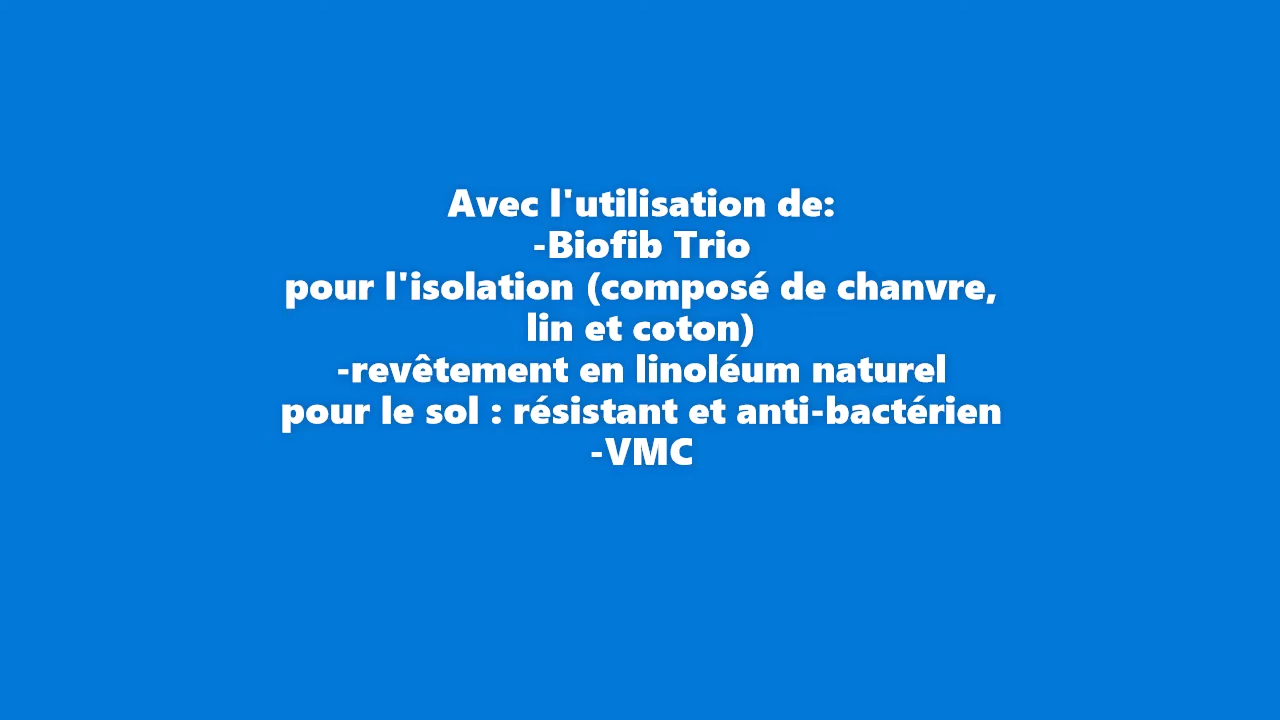 Avec l'utilisation de:
-Biofib Trio
pour l'isolation (composé de chanvre,
lin et coton)
-revêtement en linoléum naturel
pour le sol : résistant et anti-bactérien
-VMC